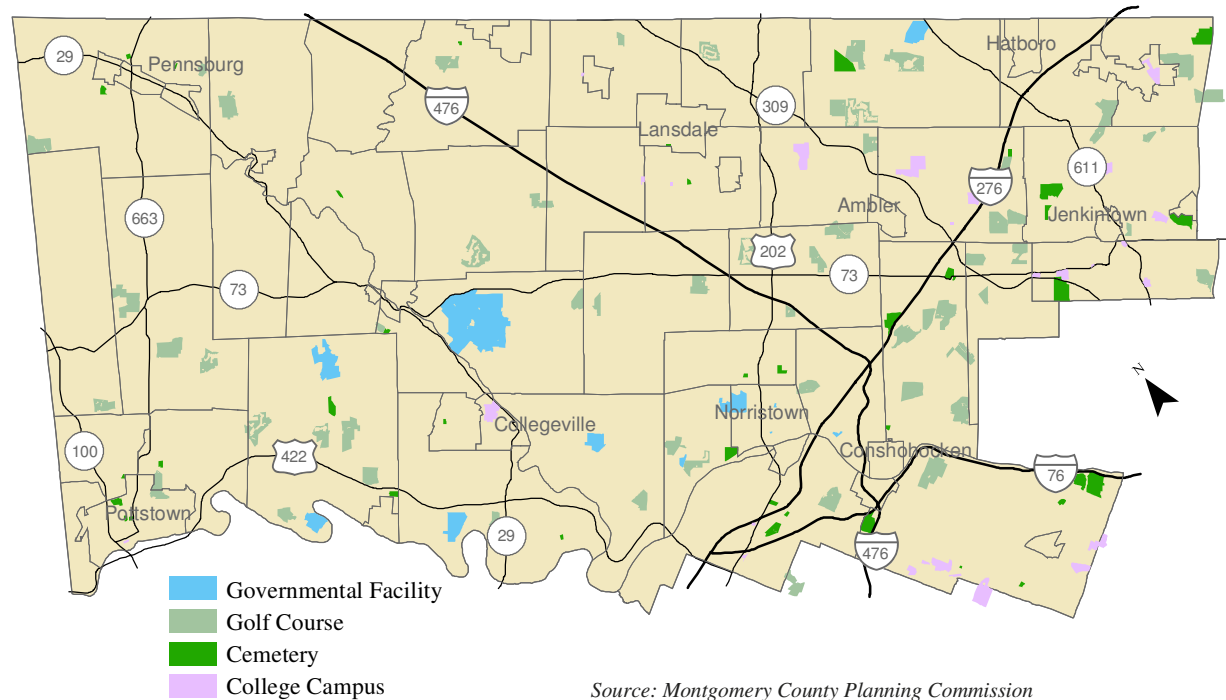 29
Pennsburg
Hatboro
476
309
Lansdale
611
276
663
Ambler
Jenkintown
202
73
73
N
Norristown
Collegeville
100
422
Conshohocken
76
Pottstown
29
476
Governmental Facility
Golf Course
Cemetery
College Campus
Source: Montgomery County Planning Commission